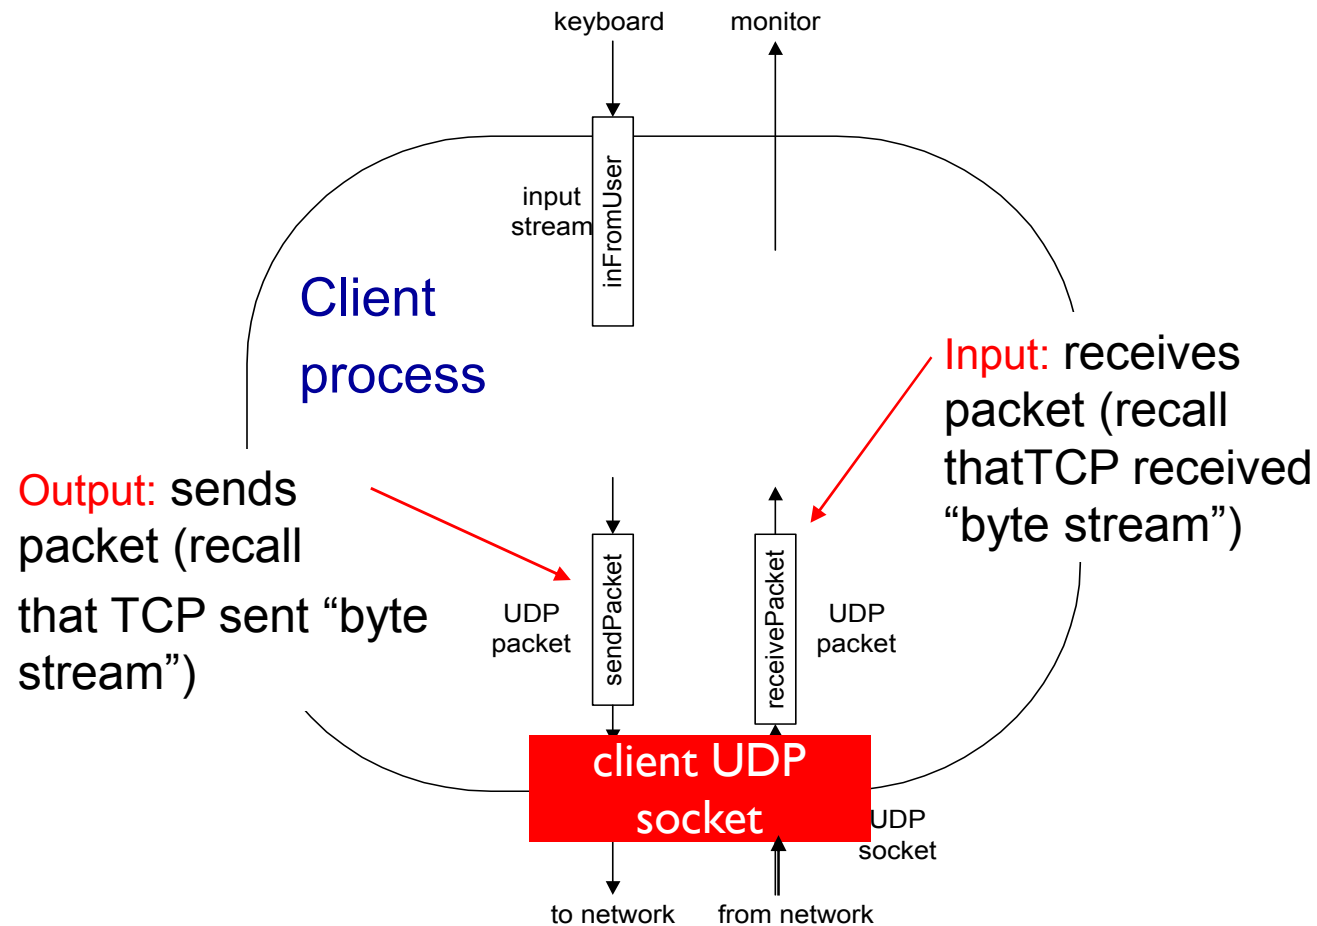 keyboard
monitor
input
stream
inFromUser
Client
process
Input: receives
packet (recall
thatTCP received
“byte stream”)
Output: sends
packet (recall
that TCP sent “byte
stream”)
UDP
packet
sendPacket
receivePacket
UDP
packet
client UDP
socket
UDP
socket
to network
from network